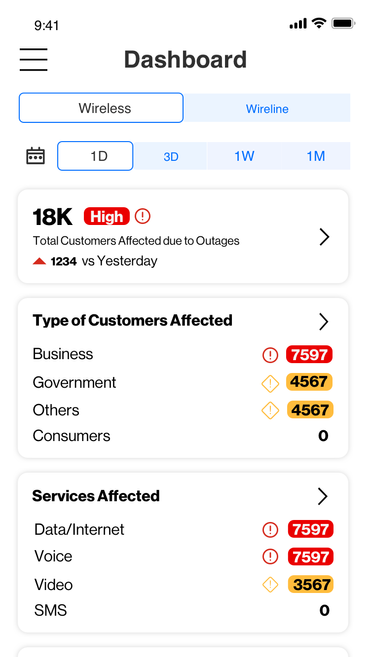 9:41
Dashboard
Wireless Wireline
1D 3D 1W 1M
18K High
Total Customers Affected due to Outages
1234 vs Yesterday
Type of Customers Affected
Business 7597
Government 4567
Others 4567
Consumers 0
Services Affected
Data/Internet 7597
Voice 7597
Video 3567
SMS 0